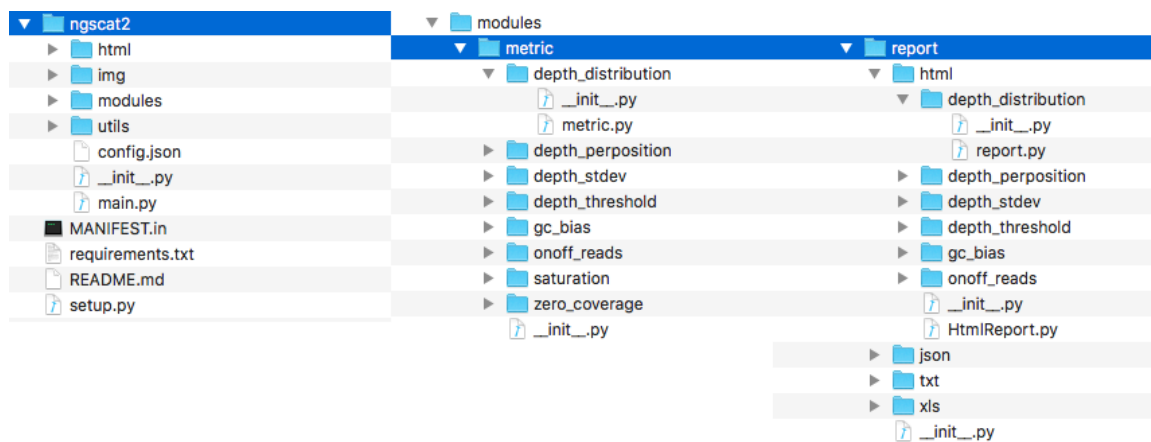 ngscat2
html
img
modules
utils
config.json
__init__.py
main.py
MANIFEST.in
requirements.txt
README.md
setup.py
modules
metric
depth_distribution
__init__.py
metric.py
depth_perposition
depth_stdev
depth_threshold
gc_bias
onoff_reads
saturation
zero_coverage
__init__.py
report
html
depth_distribution
__init__.py
report.py
depth_perposition
depth_stdev
depth_threshold
gc_bias
onoff_reads
__init__.py
HtmlReport.py
json
txt
xls
__init__.py